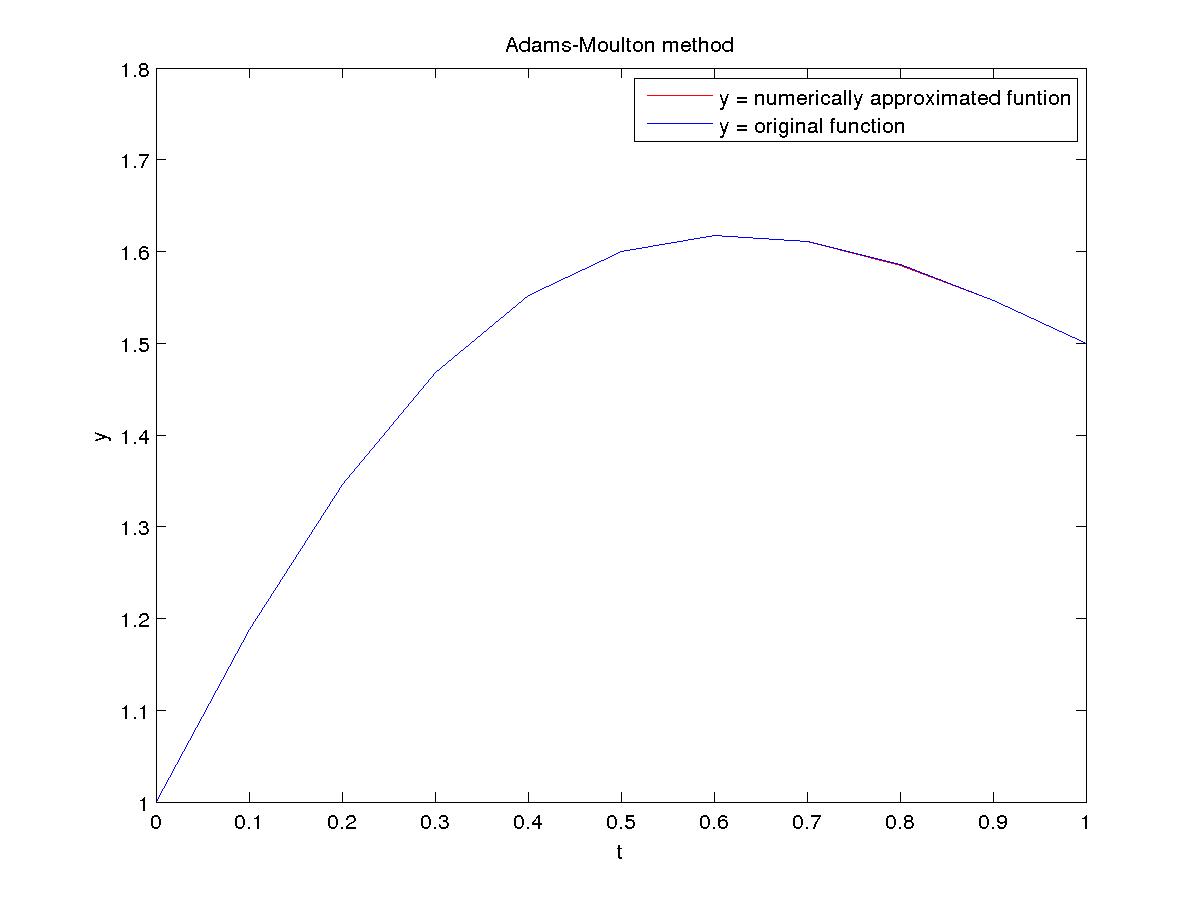 Adams-Moulton method
y = numerically approximated funtion
y = original function
1.8
1.7
1.6
1.5
1.4
1.3
1.2
1.1
1
y
0 0.1 0.2 0.3 0.4 0.5 0.6 0.7 0.8 0.9 1
t